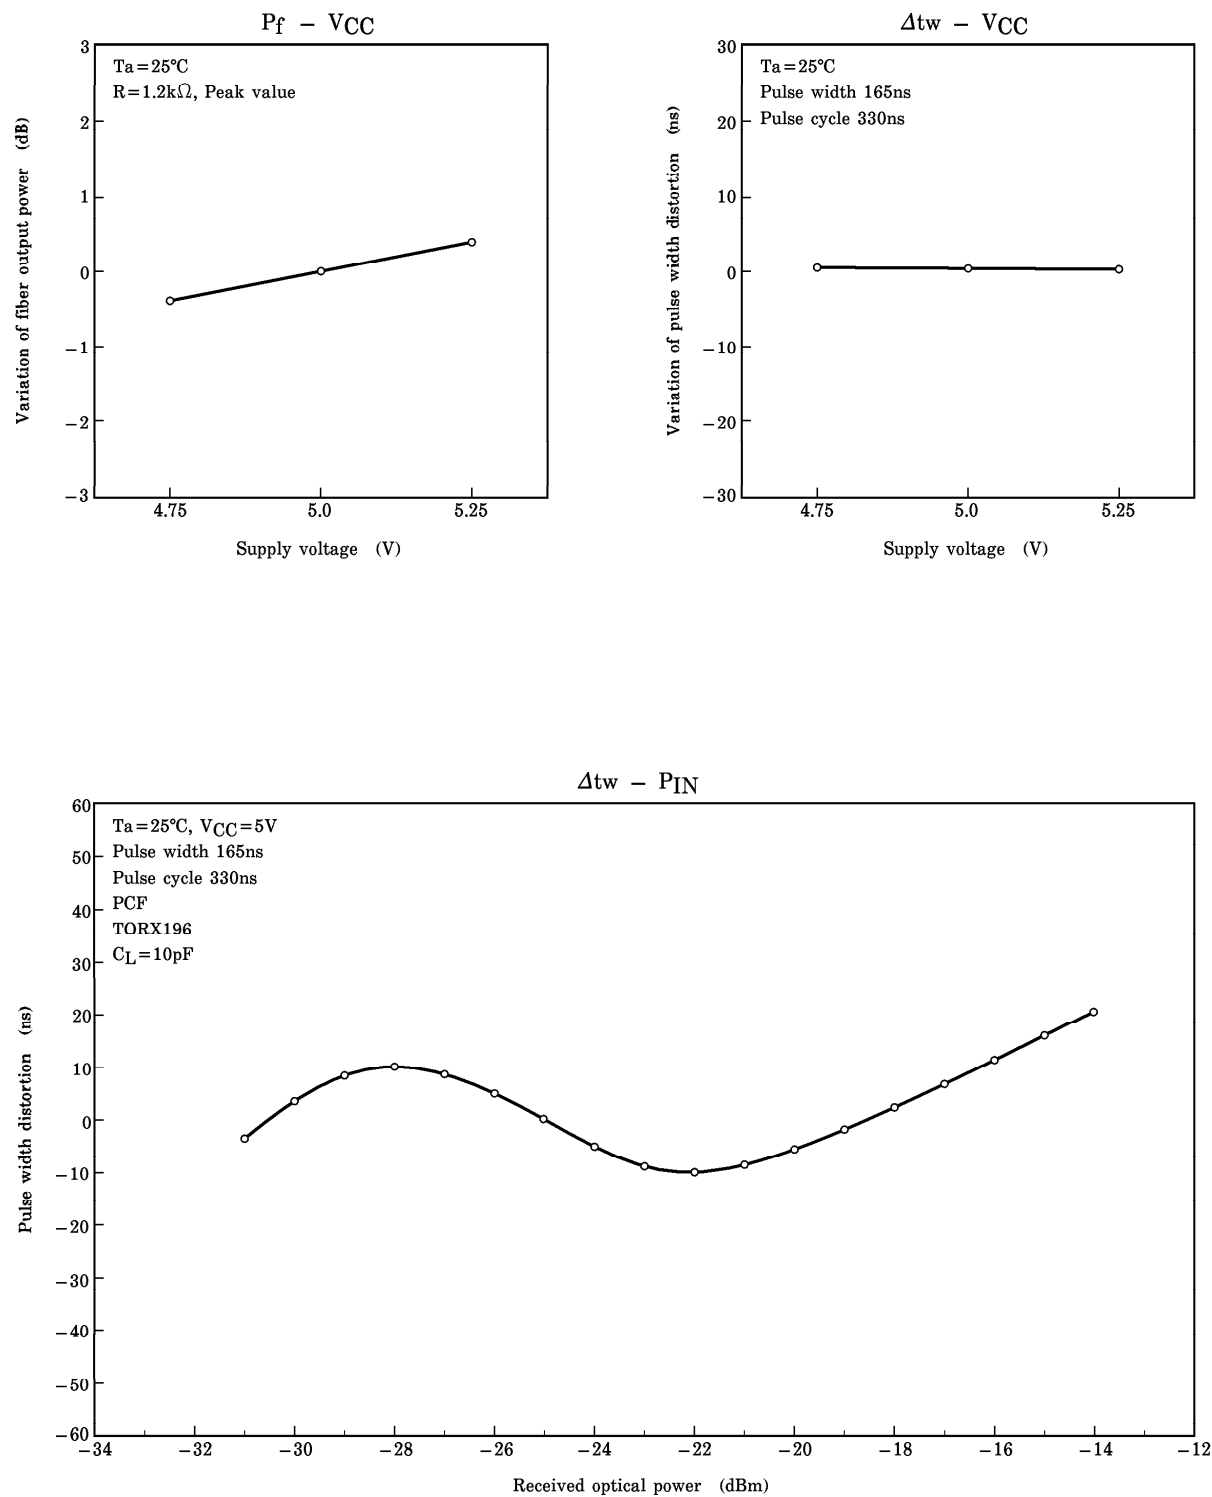 Pf – VCC
3
2
1
0
−1
−2
−3
Variation of fiber output power (dB)
Ta=25℃
R=1.2kΩ, Peak value
4.75 5.0 5.25
Supply voltage (V)
Δtw – VCC
30
20
10
0
−10
−20
−30
Variation of pulse width distortion (ns)
Ta=25℃
Pulse width 165ns
Pulse cycle 330ns
4.75 5.0 5.25
Supply voltage (V)
Δtw – PIN
60
50
40
30
20
10
0
−10
−20
−30
−40
−50
−60
Pulse width distortion (ns)
Ta=25℃, VCC=5V
Pulse width 165ns
Pulse cycle 330ns
PCF
TORX196
CL=10pF
−34 −32 −30 −28 −26 −24 −22 −20 −18 −16 −14 −12
Received optical power (dBm)